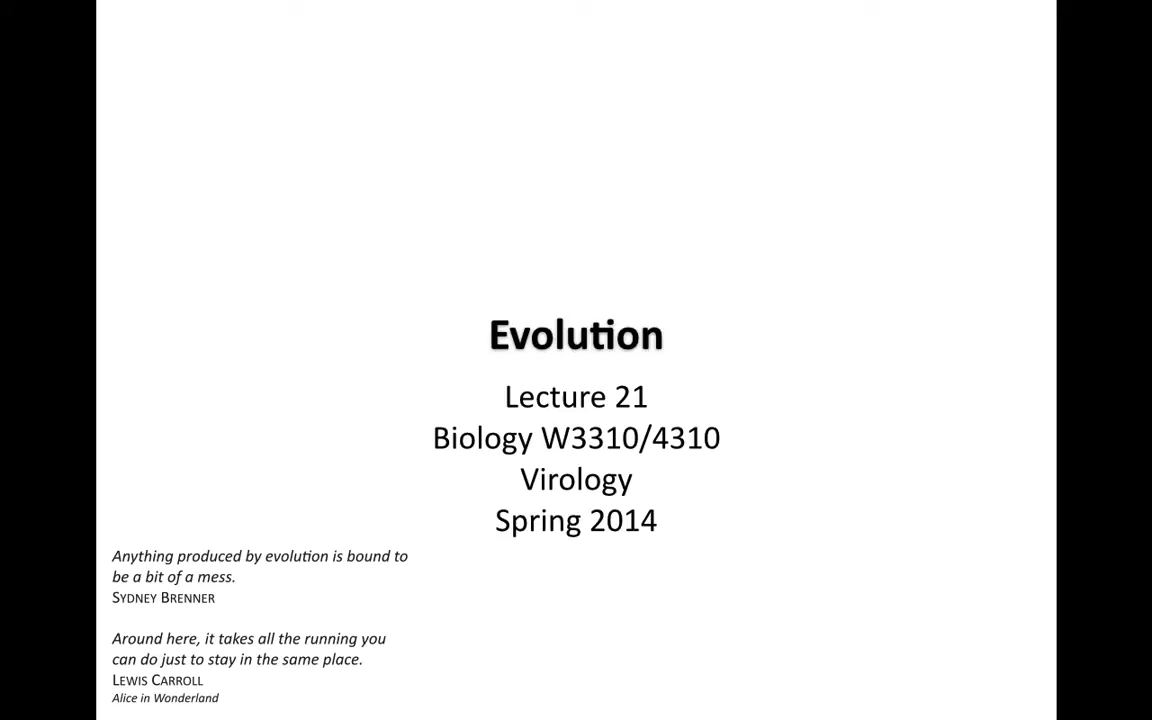 Evolution
Lecture 21
Biology W3310/4310
Virology
Spring 2014
Anything produced by evolution is bound to
be a bit of a mess.
SYDNEY BRENNER
Around here, it takes all the running you
can do just to stay in the same place.
LEWIS CARROLL
Alice in Wonderland